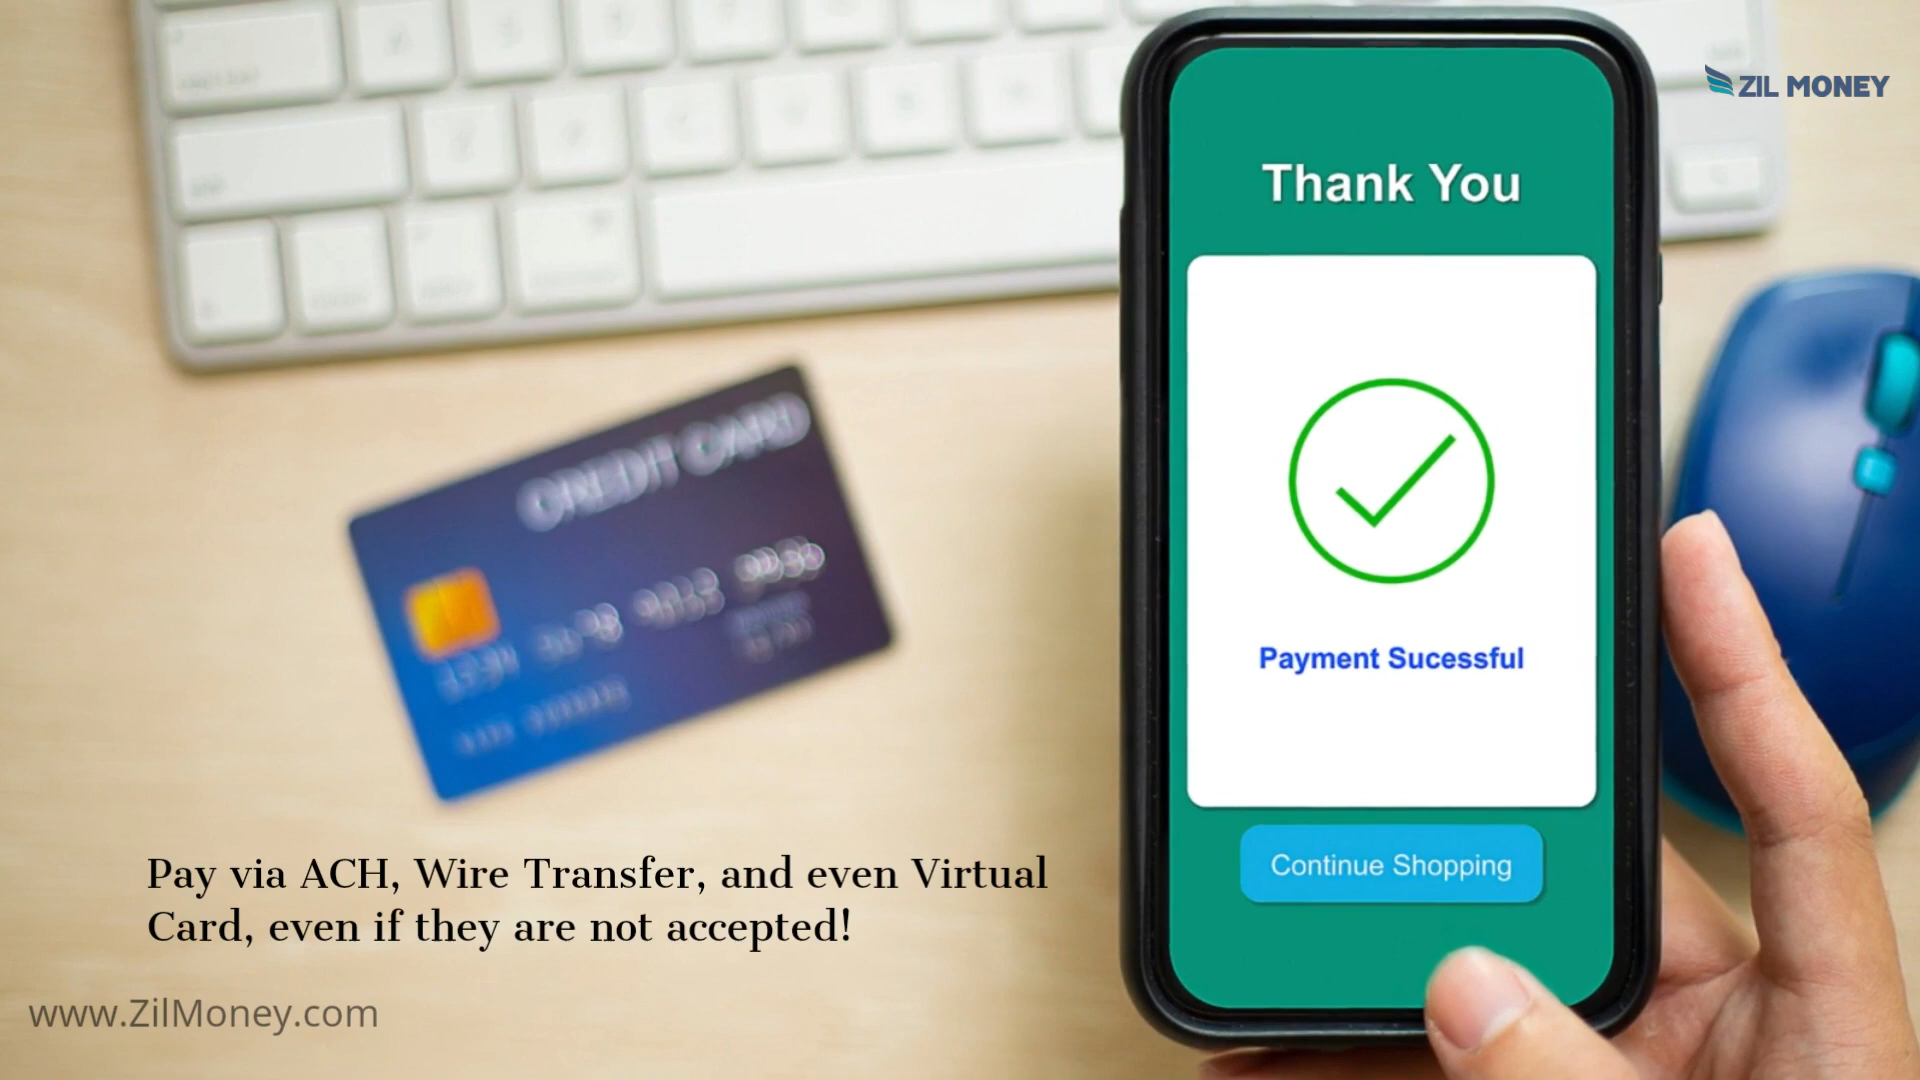 ZIL MONEY
Thank You
CREDIT CARD
Payment Sucessful
Continue Shopping
Pay via ACH, Wire Transfer, and even Virtual
Card, even if they are not accepted!
www.ZilMoney.com